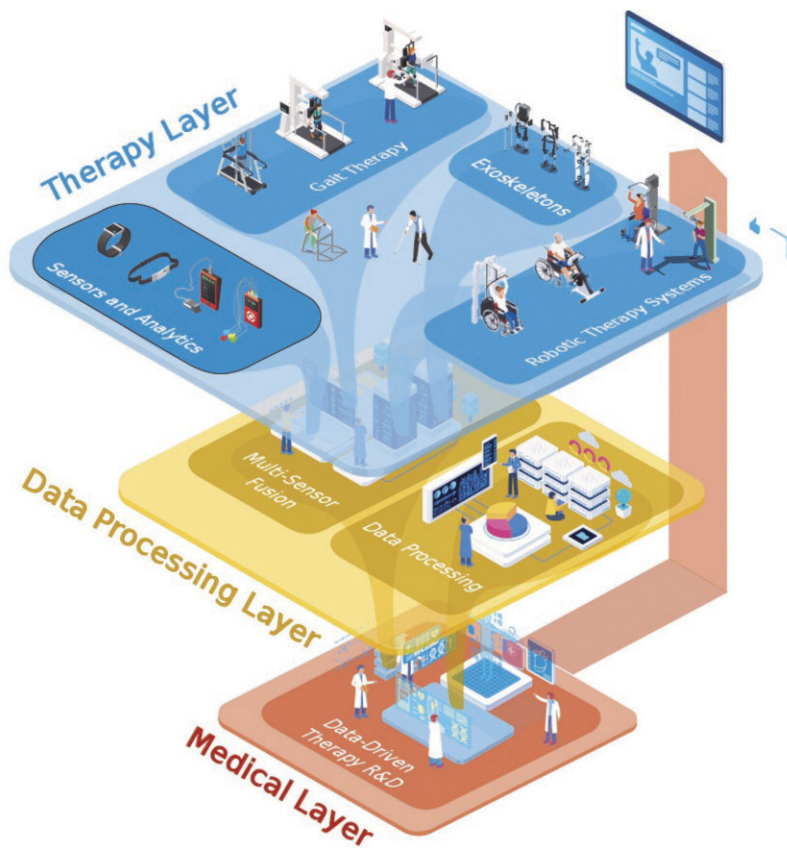 Therapy Layer
Gait Therapy
Exoskeletons
Sensors and Analytics
Robotic Therapy Systems
Data Processing Layer
Multi-Sensor
Fusion
Data Processing
Medical Layer
Data-Driven
Therapy R&D